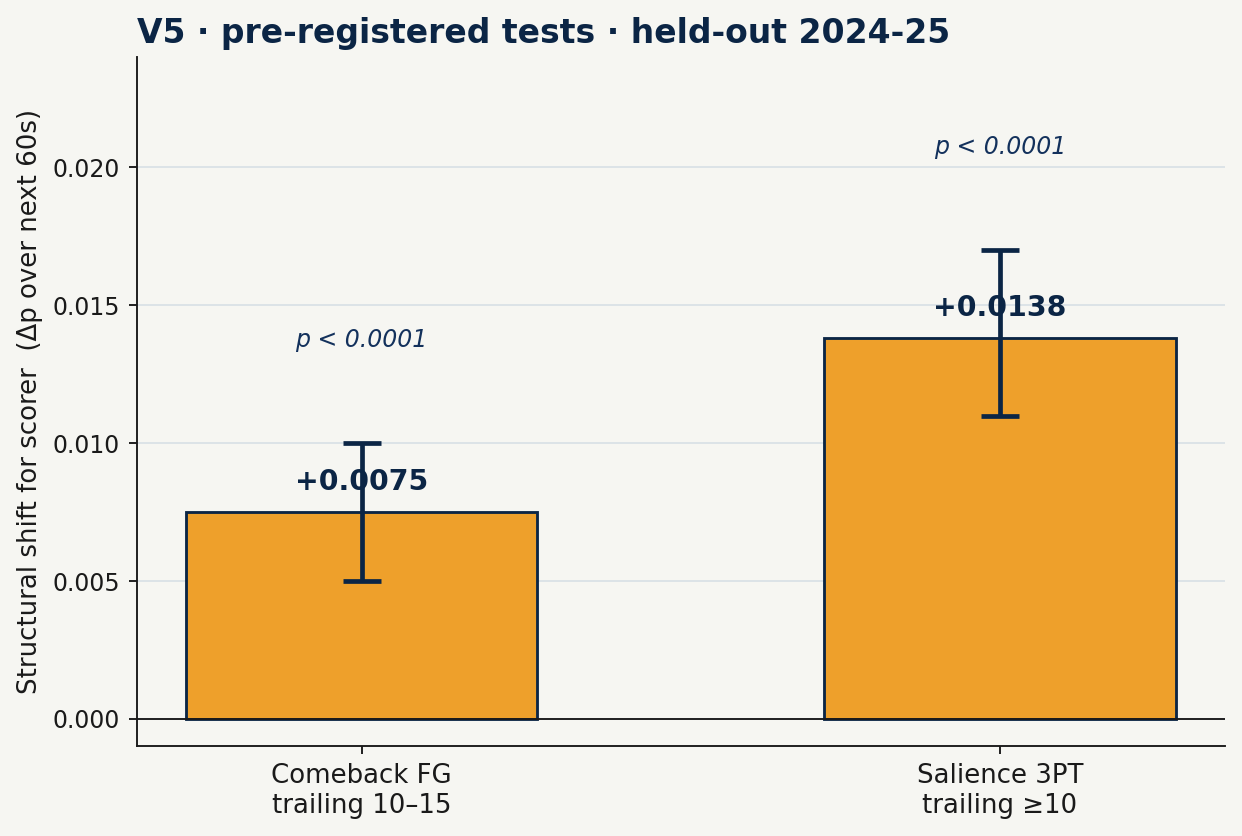 V5 · pre-registered tests · held-out 2024-25
Structural shift for scorer  (Δp over next 60s)
0.020
0.015
0.010
0.005
0.000
p < 0.0001
+0.0075
p < 0.0001
+0.0138
Comeback FG
trailing 10–15
Salience 3PT
trailing ≥10